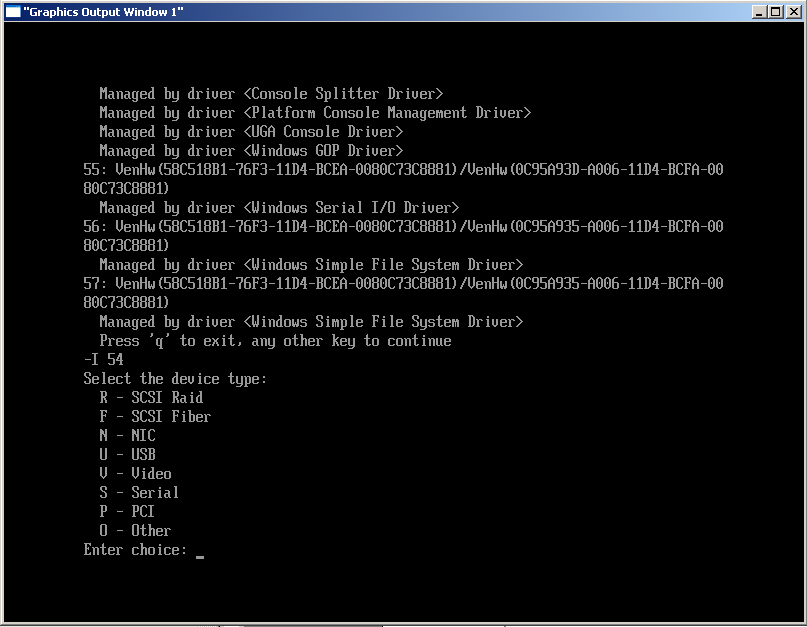 "Graphics Output Window 1"
Managed by driver <Console Splitter Driver>
Managed by driver <Platform Console Management Driver>
Managed by driver <UGA Console Driver>
Managed by driver <Windows GOP Driver>
55: VenHw(58C518B1-76F3-11D4-BCEA-0080C73C8881)/VenHw(0C95A93D-A006-11D4-BCFA-00
80C73C8881)
Managed by driver <Windows Serial I/O Driver>
56: VenHw(58C518B1-76F3-11D4-BCEA-0080C73C8881)/VenHw(0C95A935-A006-11D4-BCFA-00
80C73C8881)
Managed by driver <Windows Simple File System Driver>
57: VenHw(58C518B1-76F3-11D4-BCEA-0080C73C8881)/VenHw(0C95A935-A006-11D4-BCFA-00
80C73C8881)
Managed by driver <Windows Simple File System Driver>
Press 'q' to exit, any other key to continue
-I 54
Select the device type:
R - SCSI Raid
F - SCSI Fiber
N - NIC
U - USB
V - Video
S - Serial
P - PCI
O - Other
Enter choice: _